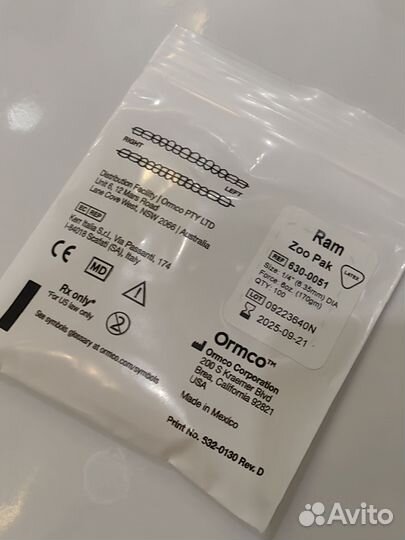 RIGHT
LEFT
Distribution Facility | Ormco PTY LTD
Unit 6, 12 Mars Road
Lane Cove West, NSW 2066 | Australia
EC REP
Kerr Italia S.r.l. Via Passanti, 174
I-84018 Scafati (SA), Italy
CE
MD
Rx only*
*For US law only
2
See symbols glossary at ormco.com/symbols
Ram
Zoo Pak
REF 630-0051
Size: 1/4" (6.35mm) DIA
Force: 6oz. (170gm)
QTY: 100
LATEX
LOT 09223640N
2025-09-21
Ormco™
Ormco Corporation
200 S Kraemer Blvd
Brea, California 92821
USA
Made in Mexico
Print No. 532-0130 Rev. D
Avito